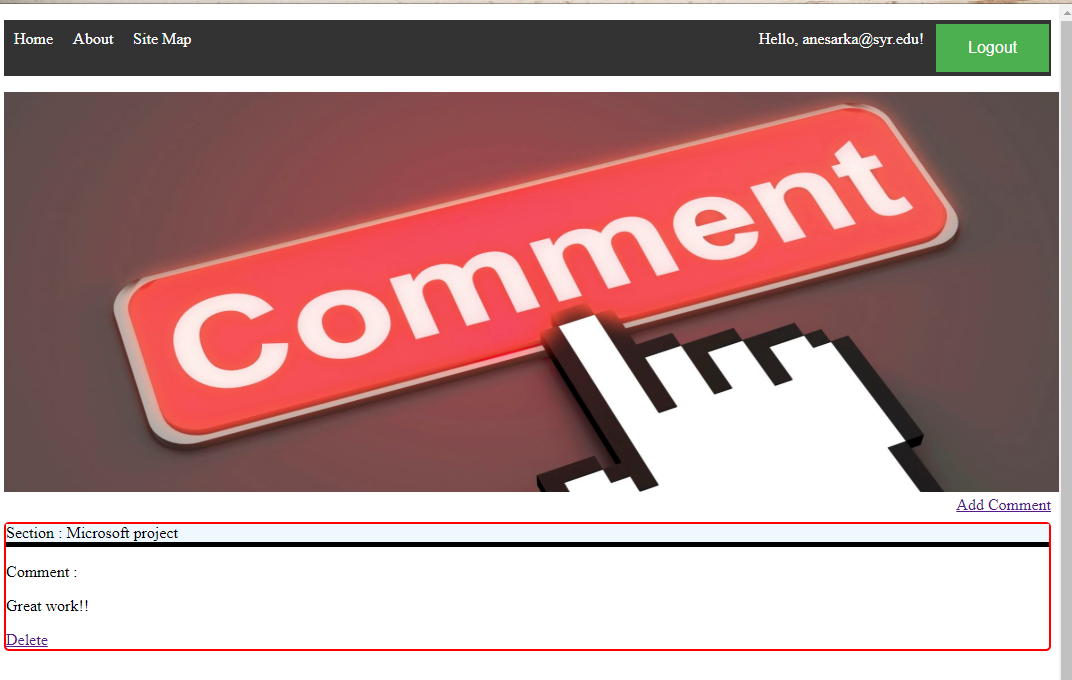 Home About Site Map Hello, anesarka@syr.edu! Logout
Comment
Add Comment
Section : Microsoft project
Comment :
Great work!!
Delete